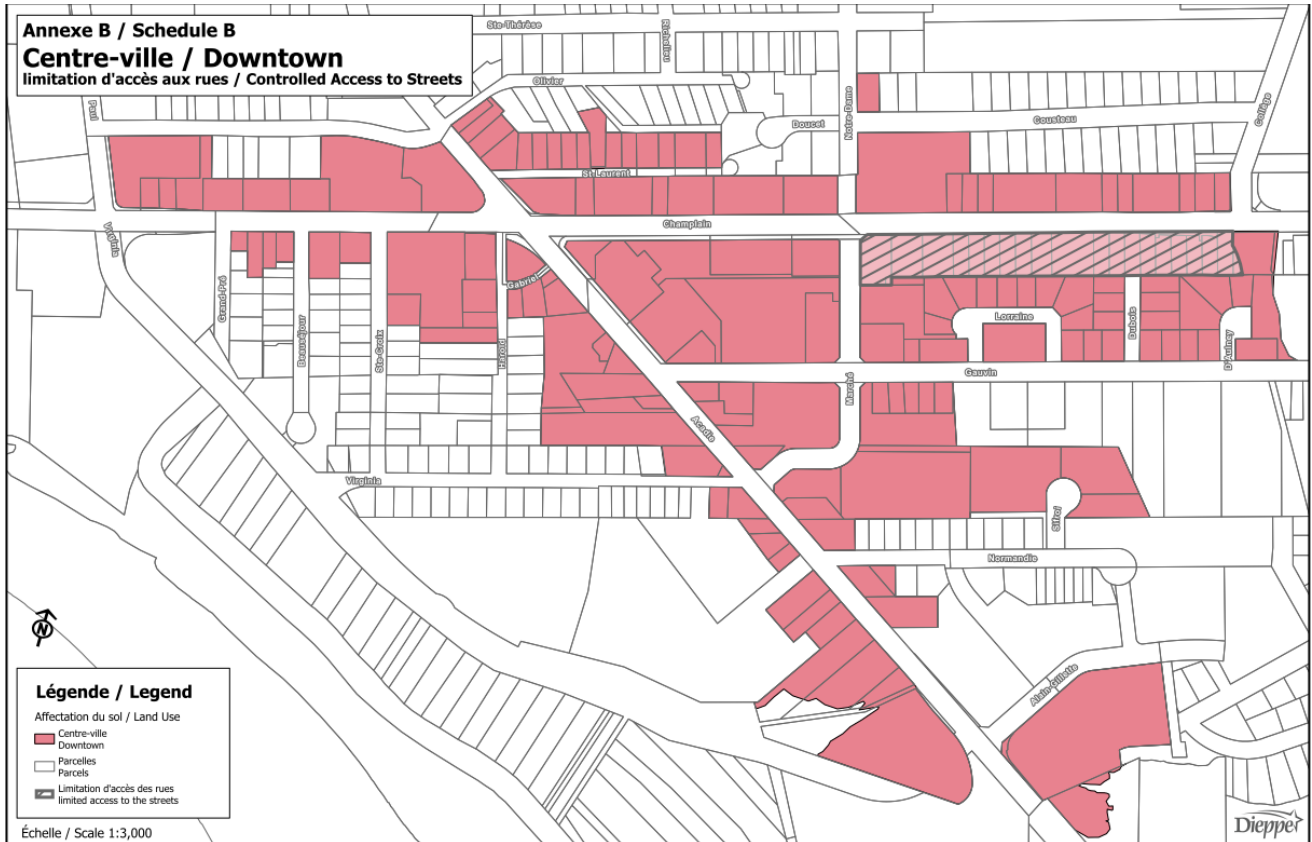 Annexe B / Schedule B
Centre-ville / Downtown
limitation d'accès aux rues / Controlled Access to Streets
Ste-Thérèse
Richelieu
Olivier
Paul
Doucet
Notre-Dame
Cousteau
Collège
St-Laurent
Champlain
Virginia
Grand-Pré
Gabriel
Beauséjour
Ste-Croix
Harold
Lorraine
Dubois
D'Aulney
Gauvin
Marché
Acadie
Virginia
Siffroi
Normandie
Alain-Gillette
N
Légende / Legend
Affectation du sol / Land Use
Centre-ville
Downtown
Parcelles
Parcels
Limitation d'accès des rues
limited access to the streets
Échelle / Scale 1:3,000
Dieppe